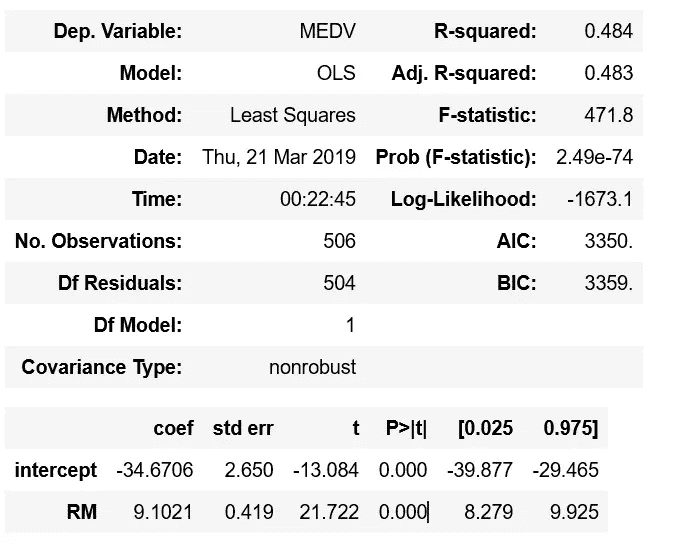 Dep. Variable: MEDV R-squared: 0.484
Model: OLS Adj. R-squared: 0.483
Method: Least Squares F-statistic: 471.8
Date: Thu, 21 Mar 2019 Prob (F-statistic): 2.49e-74
Time: 00:22:45 Log-Likelihood: -1673.1
No. Observations: 506 AIC: 3350.
Df Residuals: 504 BIC: 3359.
Df Model: 1
Covariance Type: nonrobust
coef std err t P>|t| [0.025 0.975]
intercept -34.6706 2.650 -13.084 0.000 -39.877 -29.465
RM 9.1021 0.419 21.722 0.000 8.279 9.925